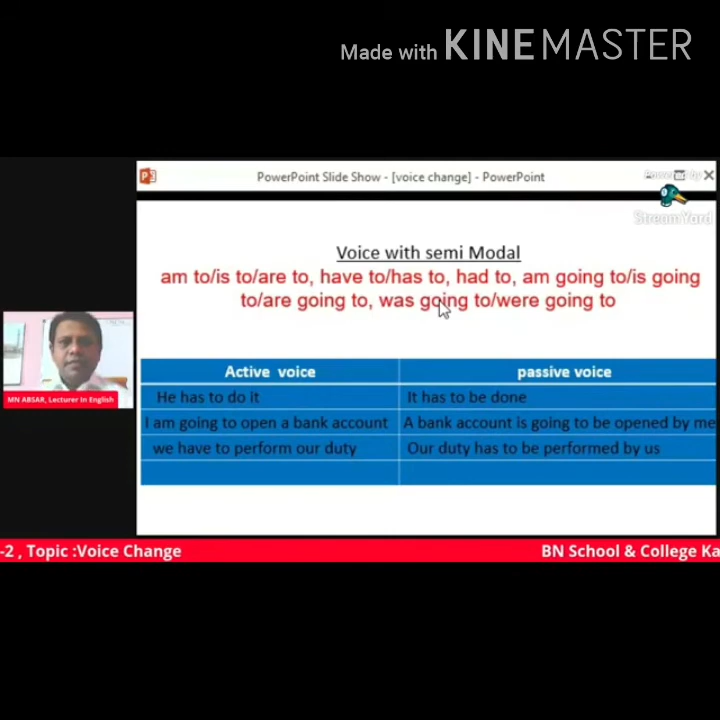 Made with KINEMASTER
PowerPoint Slide Show - [voice change] - PowerPoint
StreamYard
Voice with semi Modal
am to/is to/are to, have to/has to, had to, am going to/is going
to/are going to, was going to/were going to
Active voice passive voice
He has to do it It has to be done
I am going to open a bank account A bank account is going to be opened by me
we have to perform our duty Our duty has to be performed by us
MN ABSAR, Lecturer In English
-2 , Topic :Voice Change BN School & College Ka